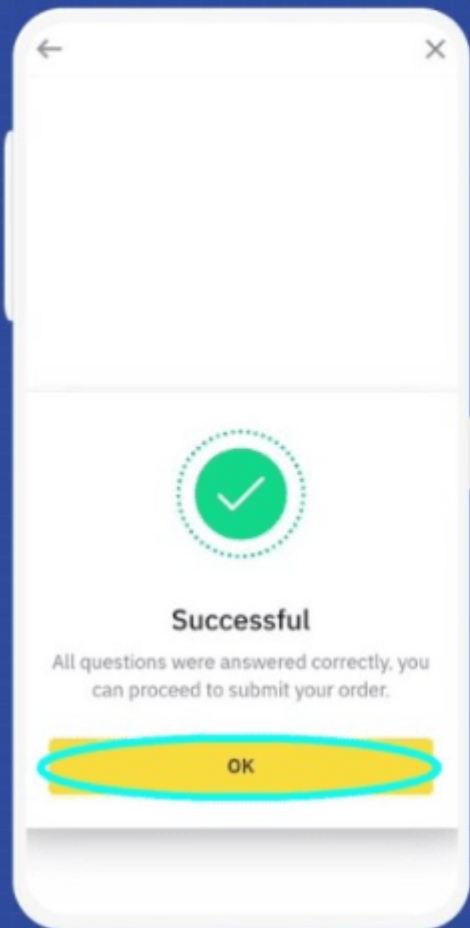 Successful
All questions were answered correctly, you
can proceed to submit your order.
OK